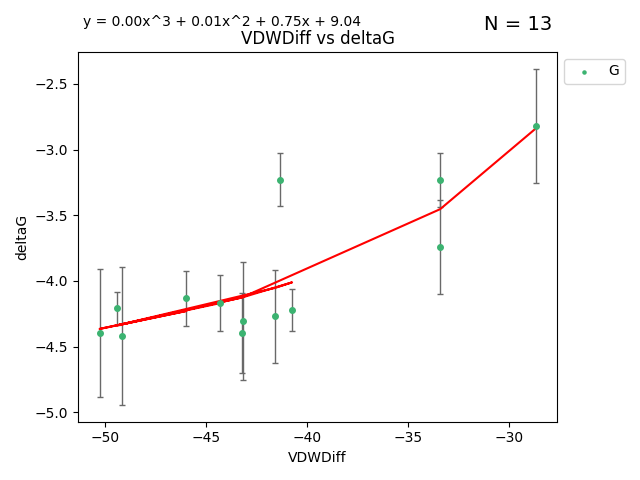 y = 0.00x^3 + 0.01x^2 + 0.75x + 9.04
N = 13
VDWDiff vs deltaG
G
−2.5
−3.0
−3.5
−4.0
−4.5
−5.0
deltaG
−50 −45 −40 −35 −30
VDWDiff